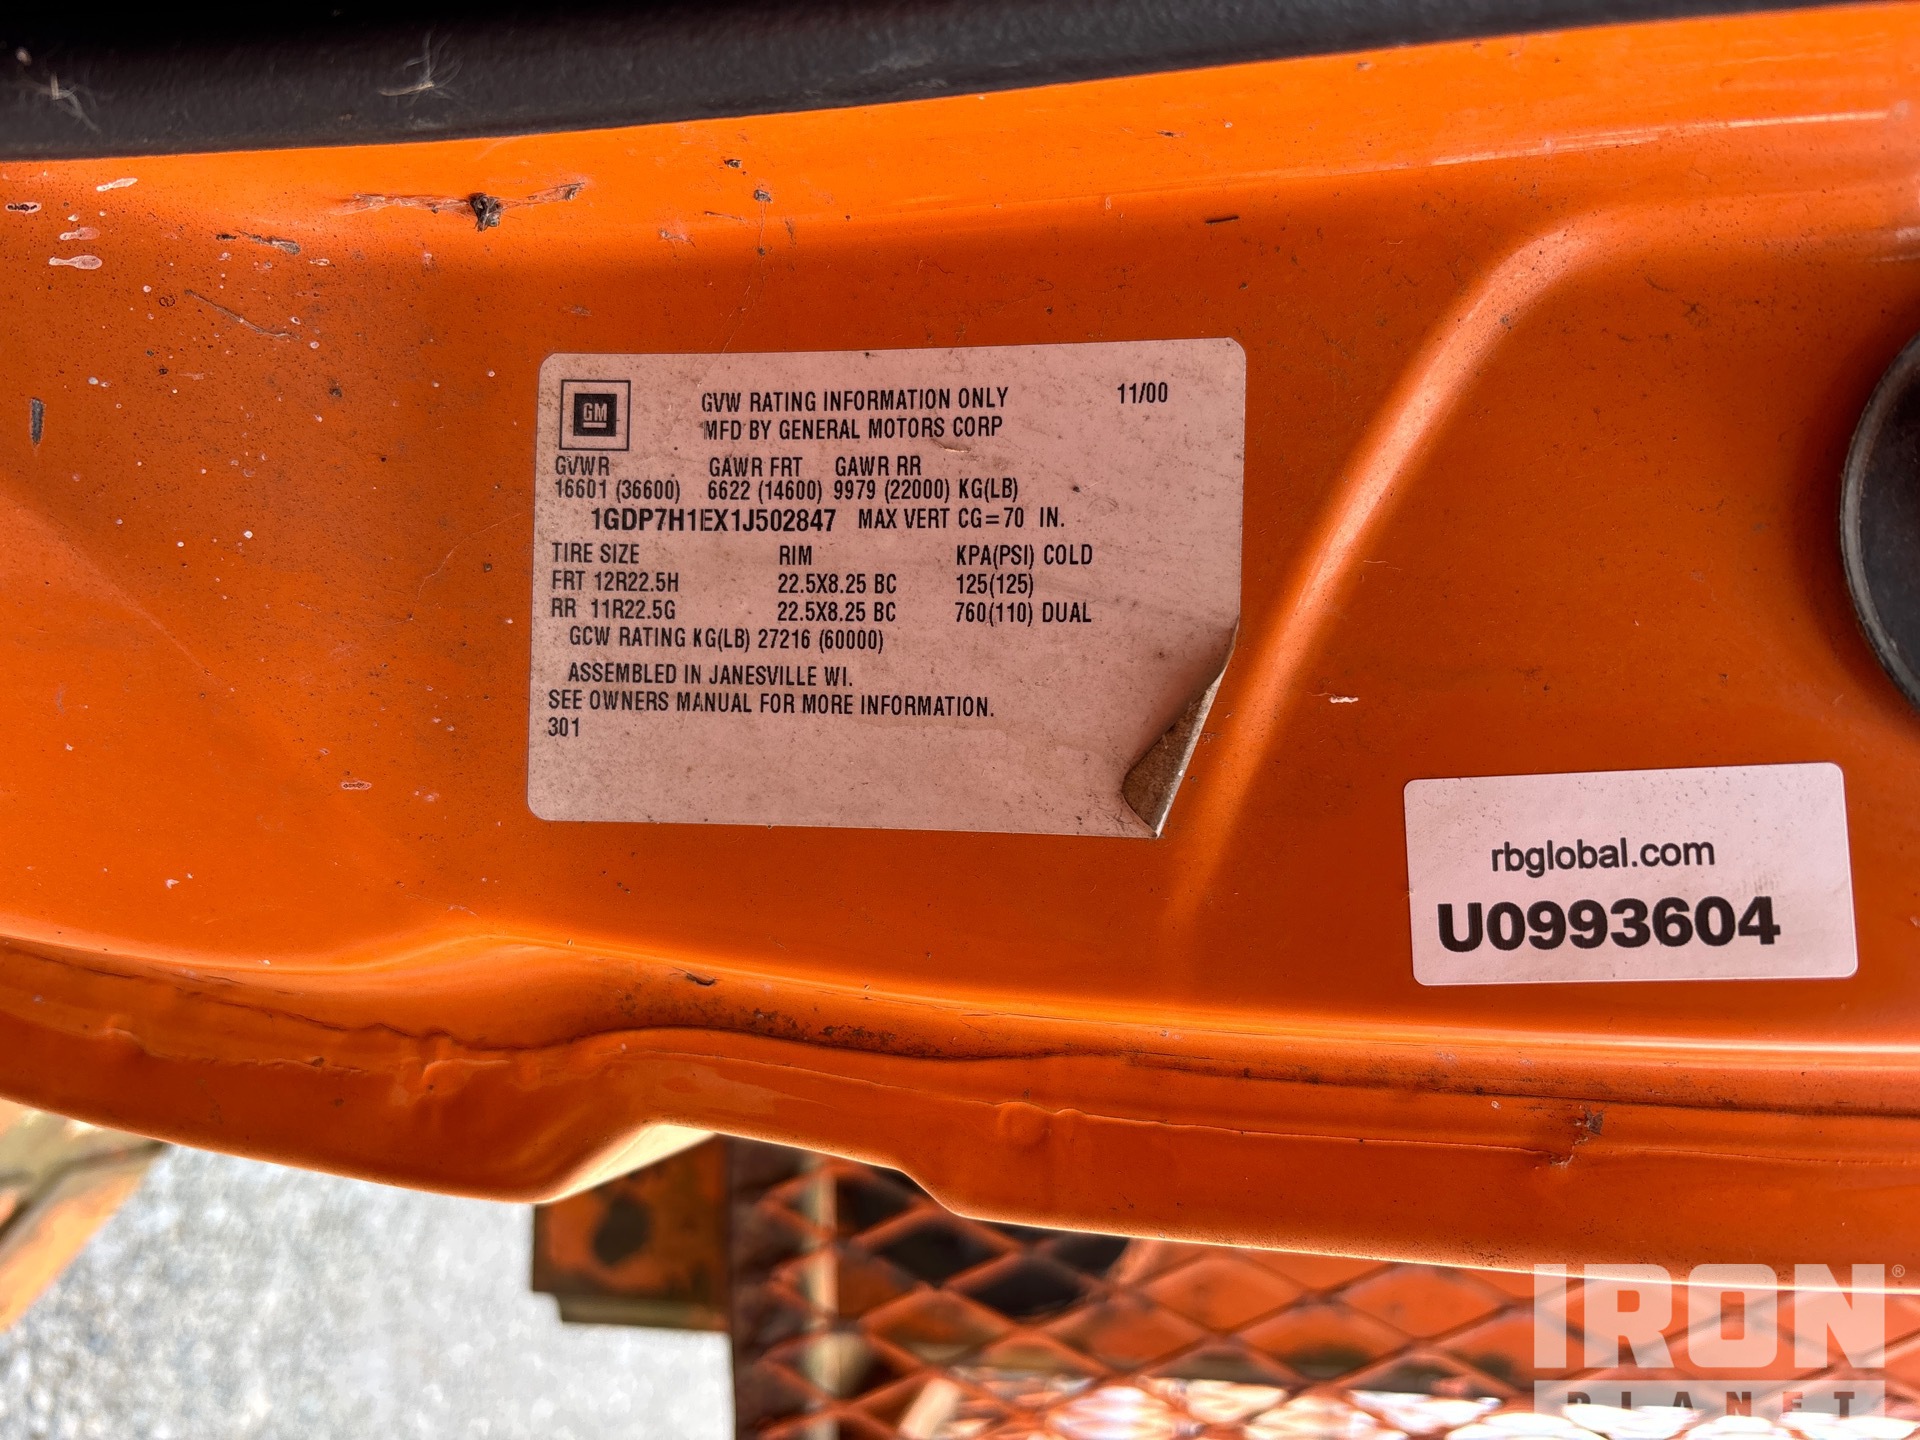 GM
GVW RATING INFORMATION ONLY 11/00
MFD BY GENERAL MOTORS CORP
GVWR GAWR FRT GAWR RR
16601 (36600) 6622 (14600) 9979 (22000) KG(LB)
1GDP7H1EX1J502847 MAX VERT CG=70 IN.
TIRE SIZE RIM KPA(PSI) COLD
FRT 12R22.5H 22.5X8.25 BC 125(125)
RR 11R22.5G 22.5X8.25 BC 760(110) DUAL
GCW RATING KG(LB) 27216 (60000)
ASSEMBLED IN JANESVILLE WI.
SEE OWNERS MANUAL FOR MORE INFORMATION.
301
rbglobal.com
U0993604
IRON®
PLANET